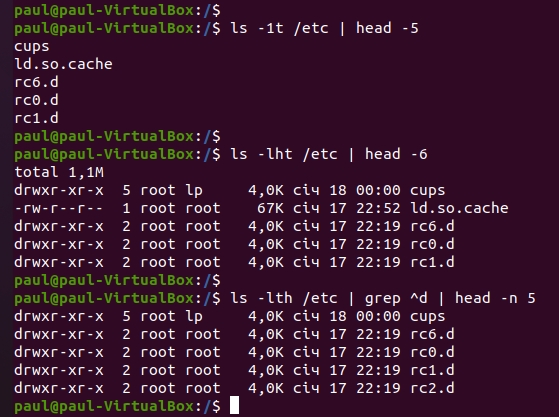 paul@paul-VirtualBox:/$
paul@paul-VirtualBox:/$ ls -1t /etc | head -5
cups
ld.so.cache
rc6.d
rc0.d
rc1.d
paul@paul-VirtualBox:/$
paul@paul-VirtualBox:/$ ls -lht /etc | head -6
total 1,1M
drwxr-xr-x  5 root lp     4,0K січ 18 00:00 cups
-rw-r--r--  1 root root    67K січ 17 22:52 ld.so.cache
drwxr-xr-x  2 root root   4,0K січ 17 22:19 rc6.d
drwxr-xr-x  2 root root   4,0K січ 17 22:19 rc0.d
drwxr-xr-x  2 root root   4,0K січ 17 22:19 rc1.d
paul@paul-VirtualBox:/$
paul@paul-VirtualBox:/$ ls -lth /etc | grep ^d | head -n 5
drwxr-xr-x  5 root lp     4,0K січ 18 00:00 cups
drwxr-xr-x  2 root root   4,0K січ 17 22:19 rc6.d
drwxr-xr-x  2 root root   4,0K січ 17 22:19 rc0.d
drwxr-xr-x  2 root root   4,0K січ 17 22:19 rc1.d
drwxr-xr-x  2 root root   4,0K січ 17 22:19 rc2.d
paul@paul-VirtualBox:/$